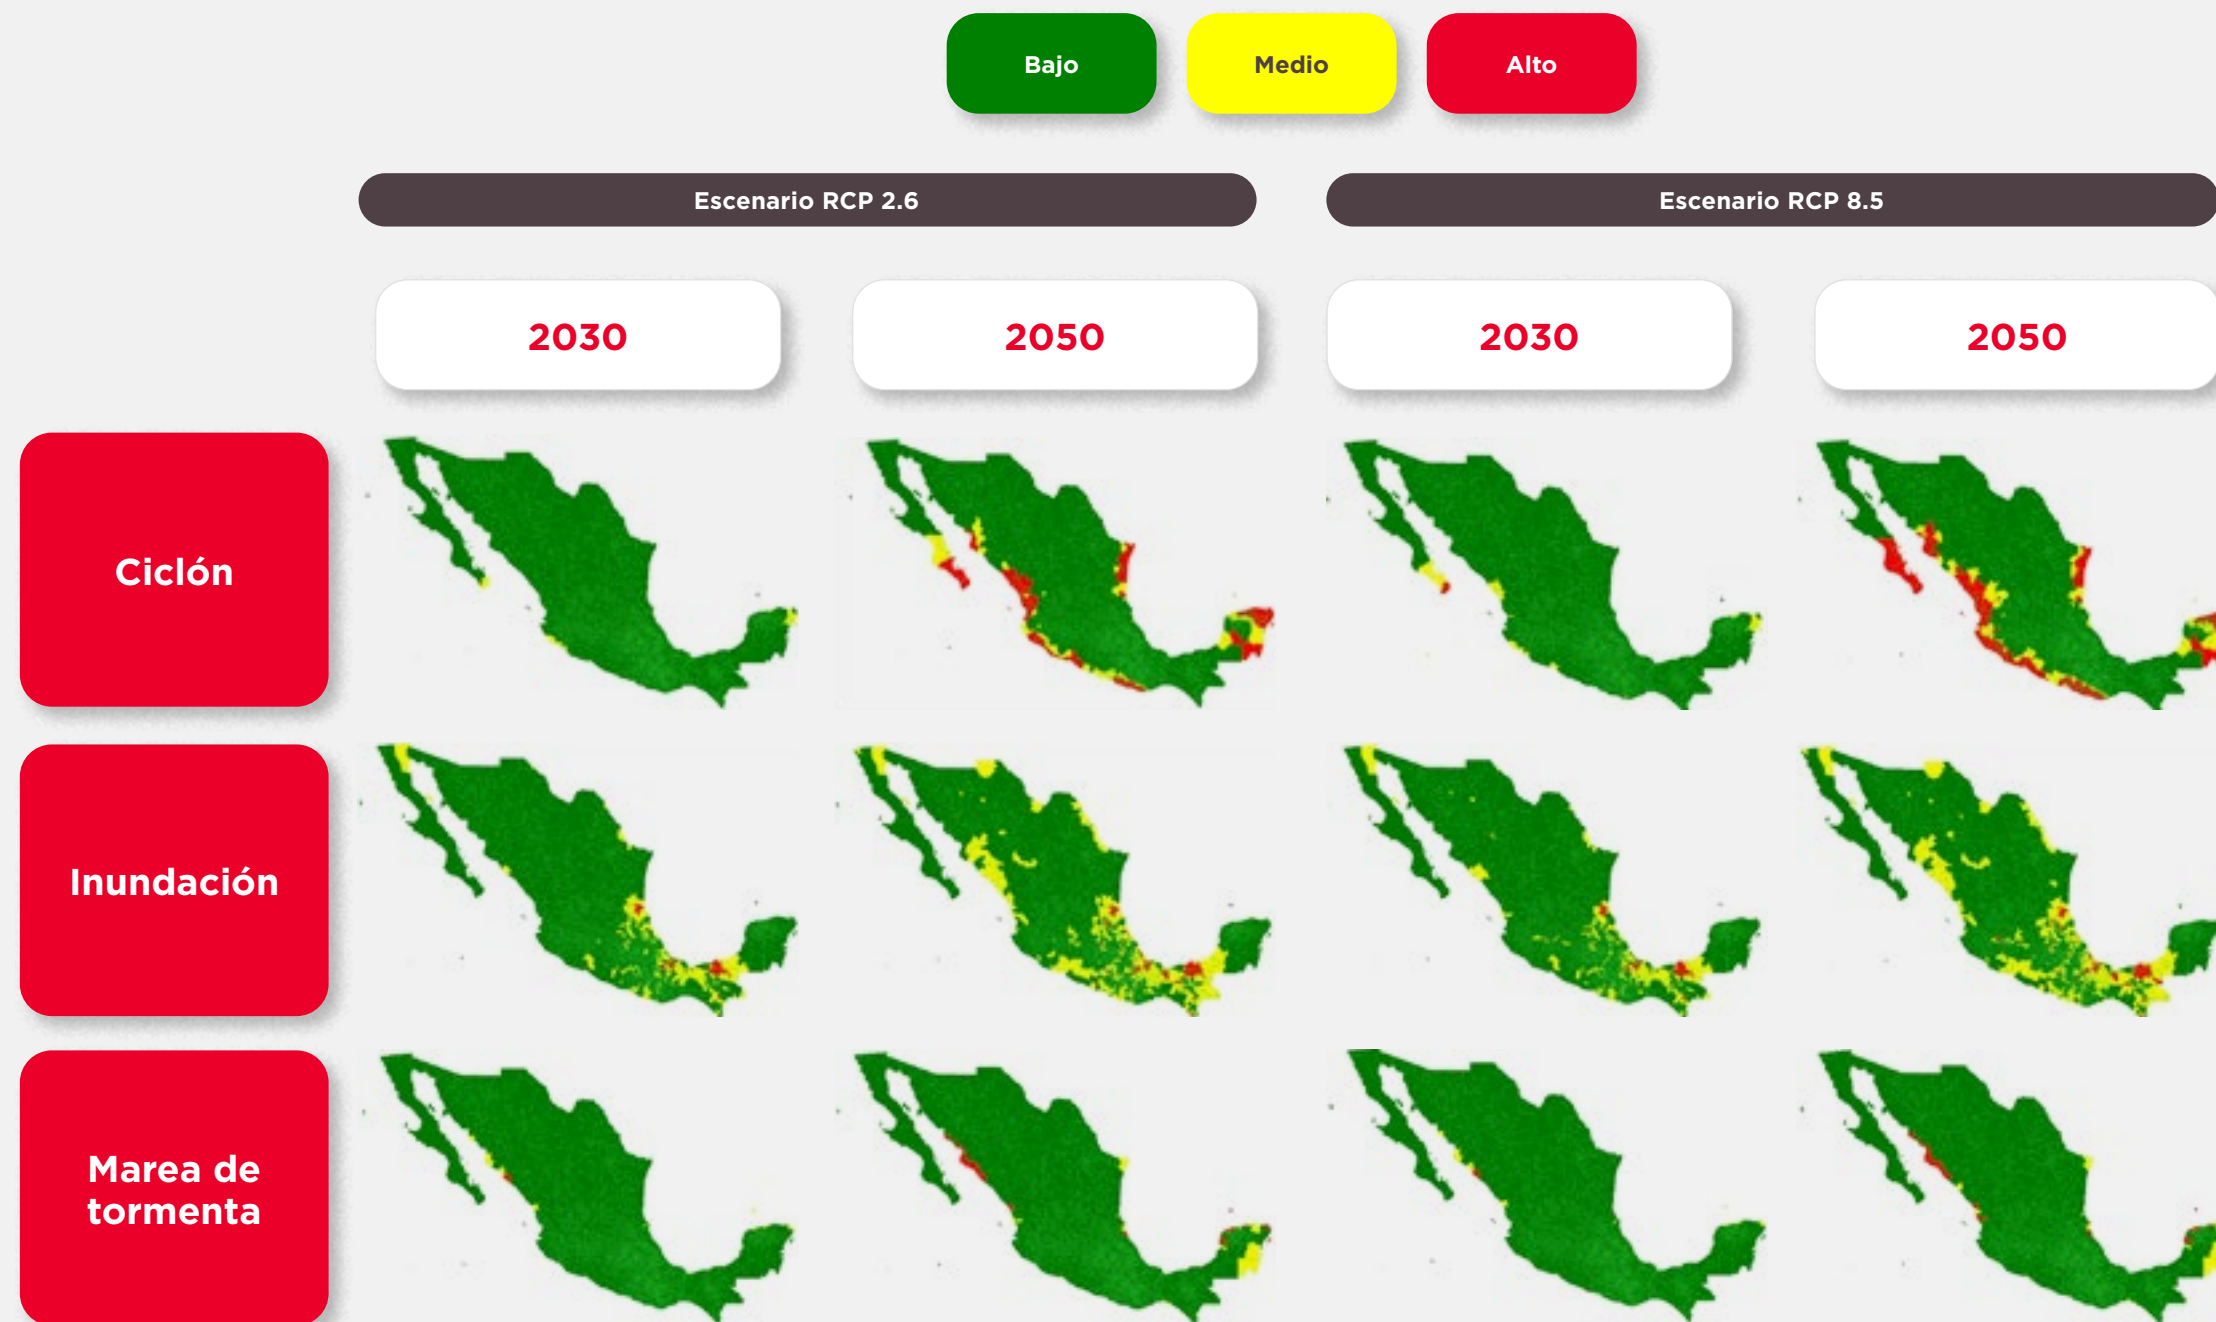 Bajo
Medio
Alto
Escenario RCP 2.6
Escenario RCP 8.5
2030
2050
2030
2050
Ciclón
Inundación
Marea de
tormenta